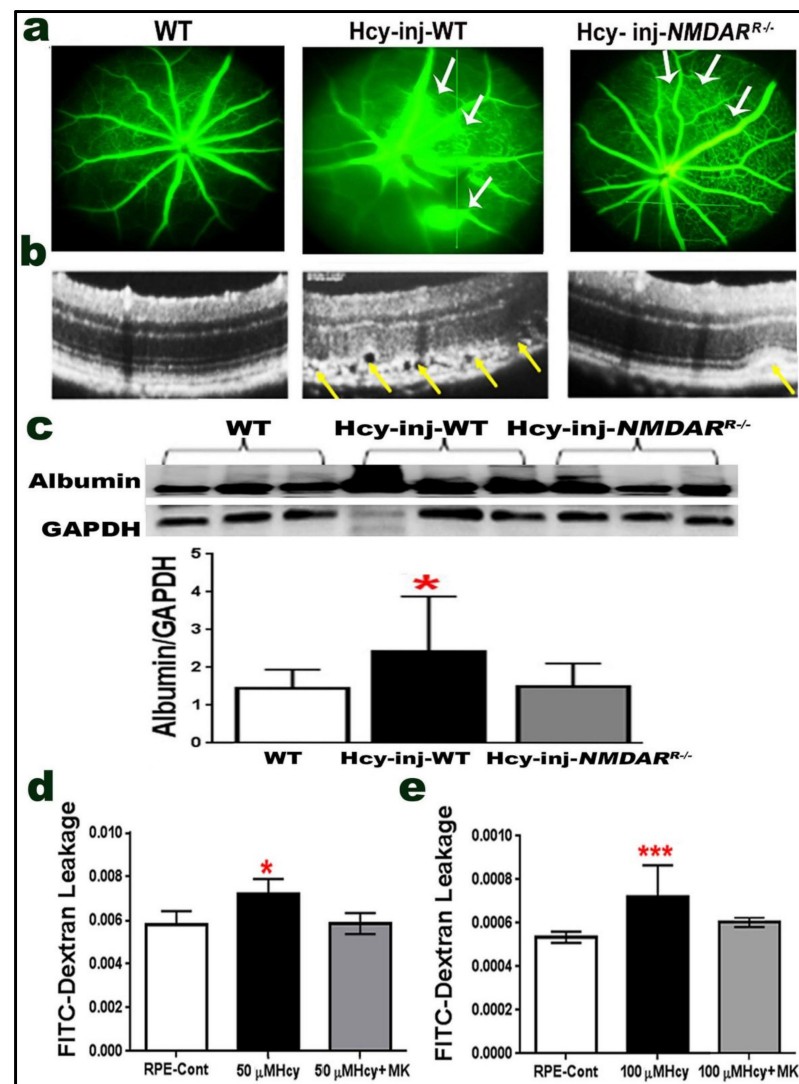 a WT Hcy-inj-WT Hcy- inj-NMDARR-/-
b
c WT Hcy-inj-WT Hcy-inj-NMDARR-/-
Albumin
GAPDH
Albumin/GAPDH
5
4
3
2
1
0
*
WT Hcy-inj-WT Hcy-inj-NMDARR-/-
d
FITC-Dextran Leakage
0.010
0.008
0.006
0.004
0.002
0.000
*
RPE-Cont 50 μMHcy 50 μMHcy+MK
e
FITC-Dextran Leakage
0.0010
0.0008
0.0006
0.0004
0.0002
0.0000
***
RPE-Cont 100 μMHcy 100 μMHcy+MK